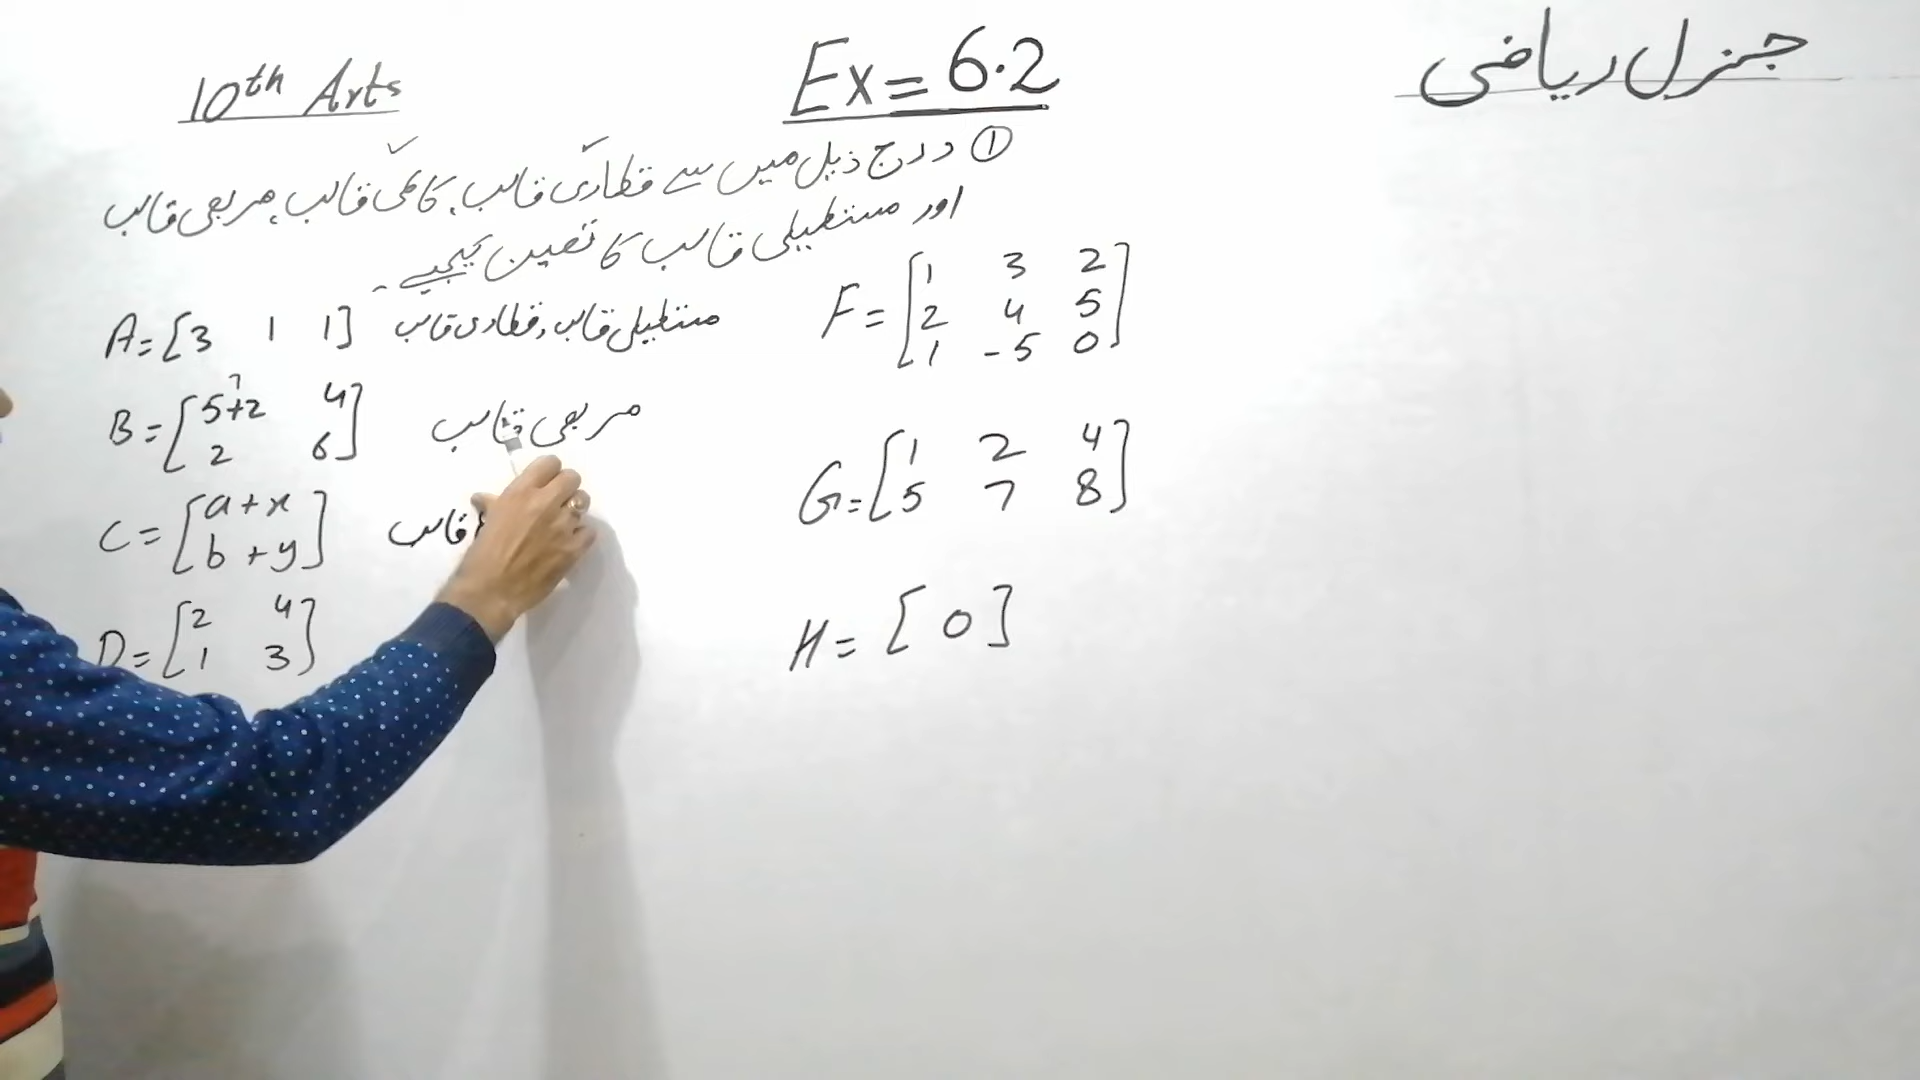 10th Arts
Ex = 6.2
جنرل ریاضی
① درج ذیل میں سے قطاری قالب، کالمی قالب، مربعی قالب
اور مستطیلی قالب کا تعین کیجیے۔
A = [3 1 1] مستطیلی قالب، قطاری قالب
B = [5+2 4
7
2 6] مربعی قالب
C = [a+x
b+y] قالب
D = [2 4
1 3]
F = [1 3 2
2 4 5
1 -5 0]
G = [1 2 4
5 7 8]
H = [0]